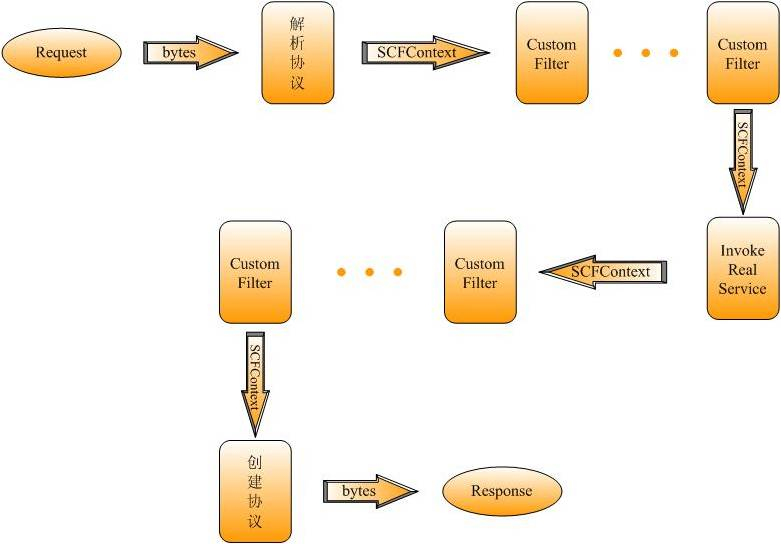 Request
bytes
解
析
协
议
SCFContext
Custom
Filter
Custom
Filter
SCFContext
Invoke
Real
Service
SCFContext
Custom
Filter
Custom
Filter
SCFContext
创
建
协
议
bytes
Response